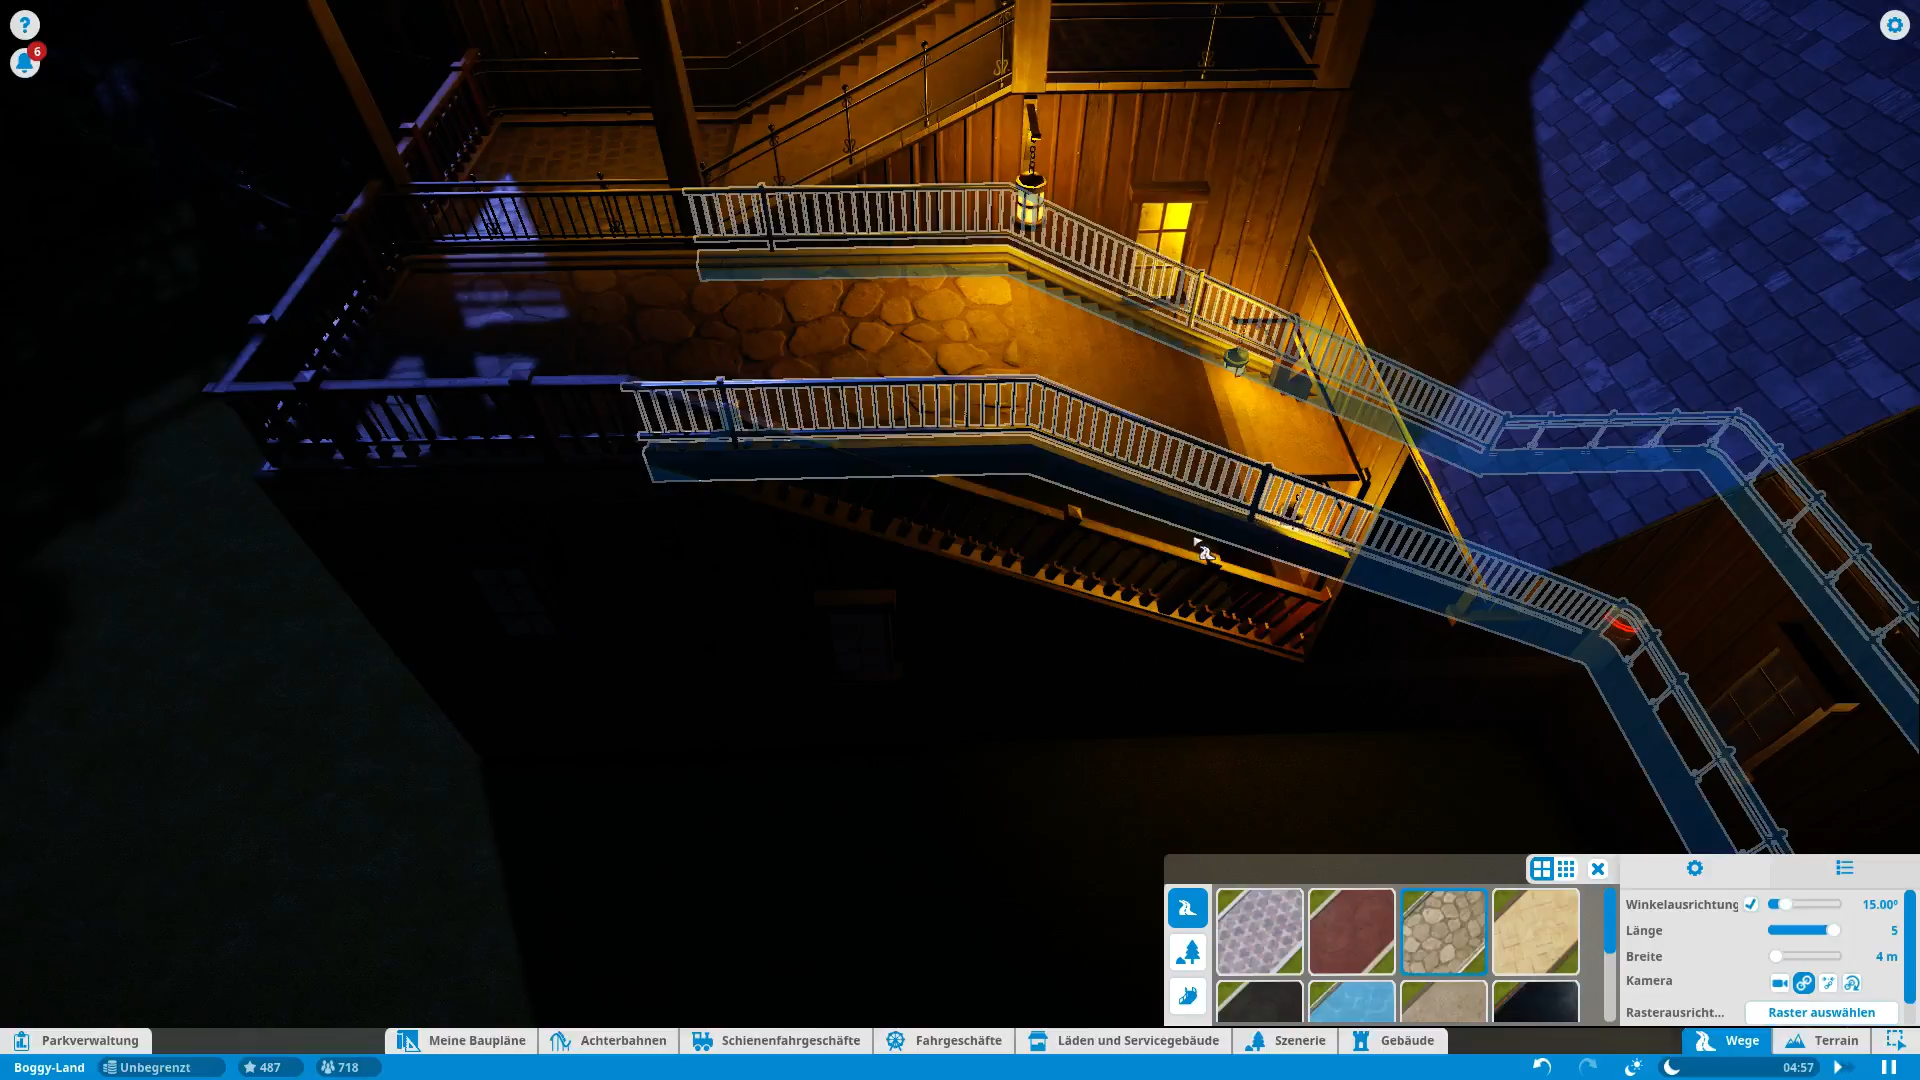 ?
6
Winkelausrichtung 15.00º
Länge 5
Breite 4 m
Kamera
Rasterausricht... Raster auswählen
Parkverwaltung
Meine Baupläne
Achterbahnen
Schienenfahrgeschäfte
Fahrgeschäfte
Läden und Servicegebäude
Szenerie
Gebäude
Wege
Terrain
Boggy-Land
Unbegrenzt
487
718
04:57